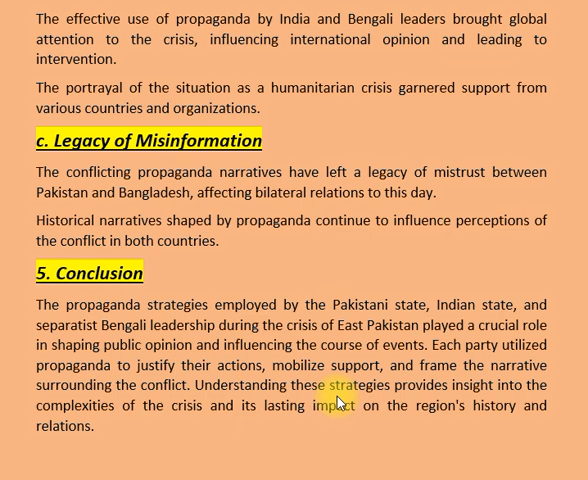 The effective use of propaganda by India and Bengali leaders brought global
attention to the crisis, influencing international opinion and leading to
intervention.
The portrayal of the situation as a humanitarian crisis garnered support from
various countries and organizations.
c. Legacy of Misinformation
The conflicting propaganda narratives have left a legacy of mistrust between
Pakistan and Bangladesh, affecting bilateral relations to this day.
Historical narratives shaped by propaganda continue to influence perceptions of
the conflict in both countries.
5. Conclusion
The propaganda strategies employed by the Pakistani state, Indian state, and
separatist Bengali leadership during the crisis of East Pakistan played a crucial role
in shaping public opinion and influencing the course of events. Each party utilized
propaganda to justify their actions, mobilize support, and frame the narrative
surrounding the conflict. Understanding these strategies provides insight into the
complexities of the crisis and its lasting impact on the region's history and
relations.